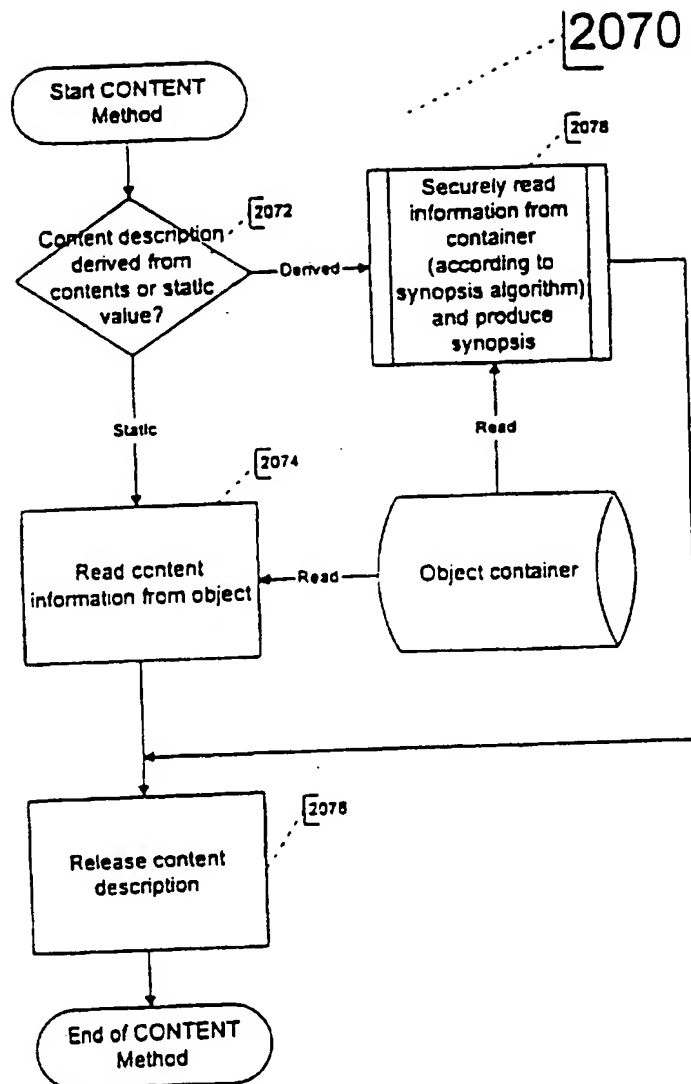 2070
Start CONTENT
Method
2078
2072
Content description
derived from
contents or static
value?
Derived
Securely read
information from
container
(according to
synopsis algorithm)
and produce
synopsis
Static
Read
2074
Read content
information from object
Read
Object container
2076
Release content
description
End of CONTENT
Method